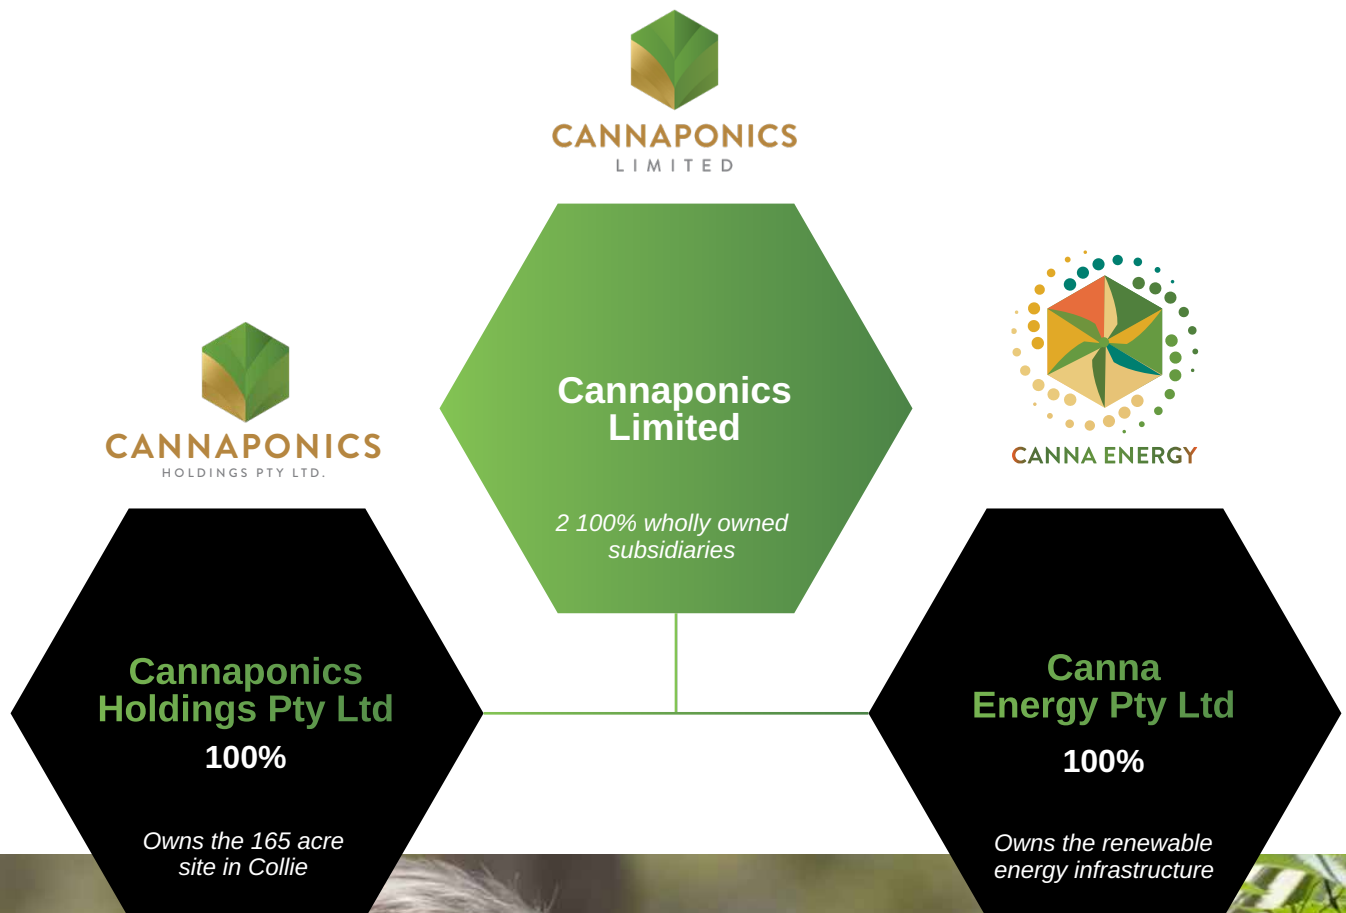 CANNAPONICS
LIMITED
Cannaponics
Limited
2 100% wholly owned
subsidiaries
CANNAPONICS
HOLDINGS PTY LTD.
Cannaponics
Holdings Pty Ltd
100%
Owns the 165 acre
site in Collie
CANNA ENERGY
Canna
Energy Pty Ltd
100%
Owns the renewable
energy infrastructure